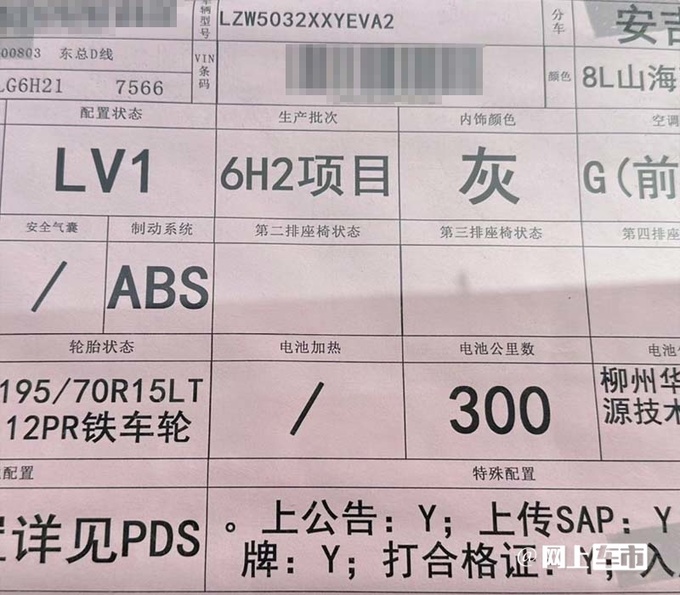 车辆型号
LZW5032XXYEVA2
分车
安吉
00803 东总D线
VIN条码
颜色
8L山海
LG6H21 7566
配置状态
生产批次
内饰颜色
空调
LV1
6H2项目
灰
G(前
安全气囊
制动系统
第二排座椅状态
第三排座椅状态
第四排座
/
ABS
轮胎状态
电池加热
电池公里数
电池
195/70R15LT
12PR铁车轮
/
300
柳州华
源技术
配置
特殊配置
详见PDS
。上公告：Y；上传SAP：Y
牌：Y；打合格证：Y；入
@网上车市